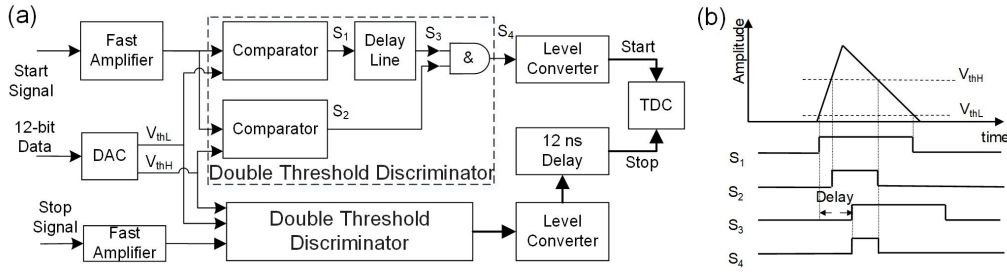 (a)
Fast
Amplifier
Start
Signal
Comparator
S1
Delay
Line
S3
&
S4
Level
Converter
Start
TDC
Comparator
S2
12-bit
Data
DAC
VthL
VthH
Double Threshold Discriminator
12 ns
Delay
Stop
Stop
Signal
Fast
Amplifier
Double Threshold
Discriminator
Level
Converter
(b)
Amplitude
VthH
VthL
time
S1
S2
Delay
S3
S4